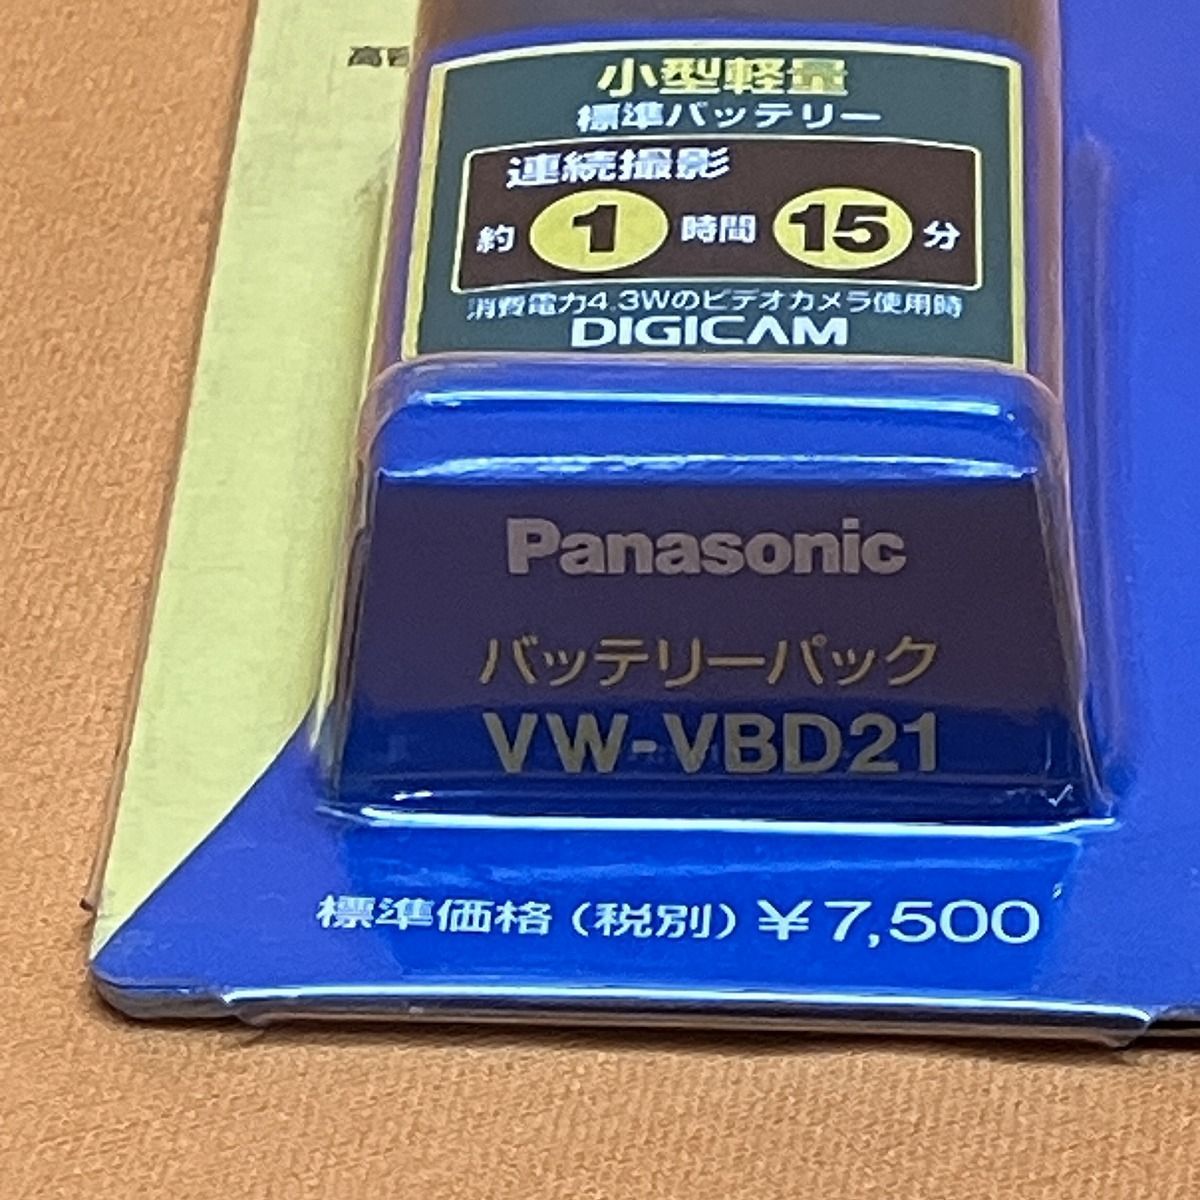 小型軽量
標準バッテリー
連続撮影
約 1 時間 15 分
消費電力4.3Wのビデオカメラ使用時
DIGICAM
Panasonic
バッテリーパック
VW-VBD21
標準価格(税別)¥7,500